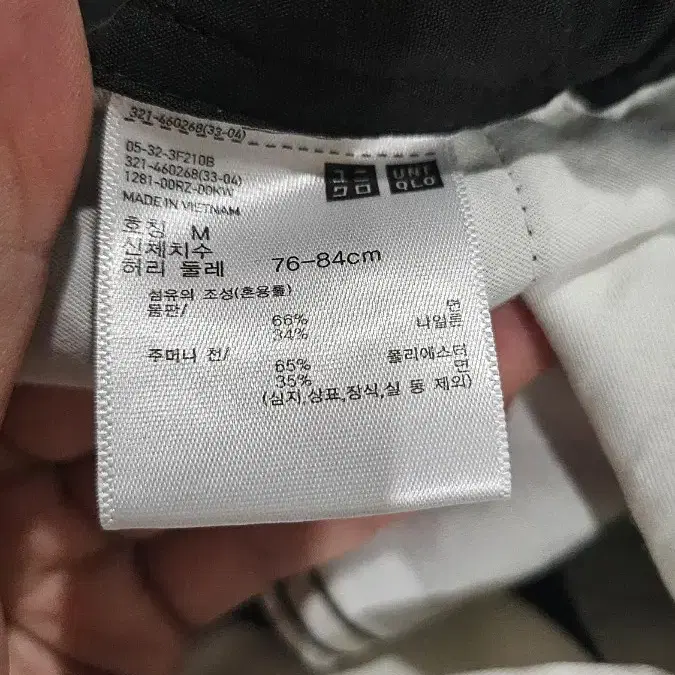 321-460268(33-04)
05-32-3F210B
321-460268(33-04)
1281-00RZ-00KW
MADE IN VIETNAM
ユニ
クロ
UNI
QLO
호칭 M
신체치수
허리 둘레 76-84cm
섬유의 조성(혼용률)
몸판/
66% 면
34% 나일론
주머니 천/
65% 폴리에스터
35% 면
(심지,상표,장식,실 등 제외)